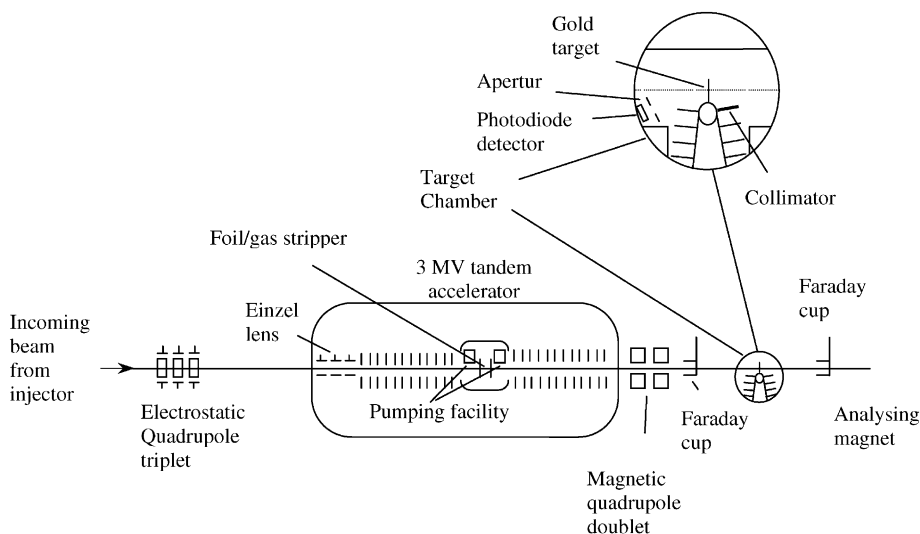 Gold
target
Apertur
Photodiode
detector
Target
Chamber
Collimator
Foil/gas stripper
3 MV tandem
accelerator
Faraday
cup
Einzel
lens
Incoming
beam
from
injector
Pumping facility
Electrostatic
Quadrupole
triplet
Faraday
cup
Analysing
magnet
Magnetic
quadrupole
doublet